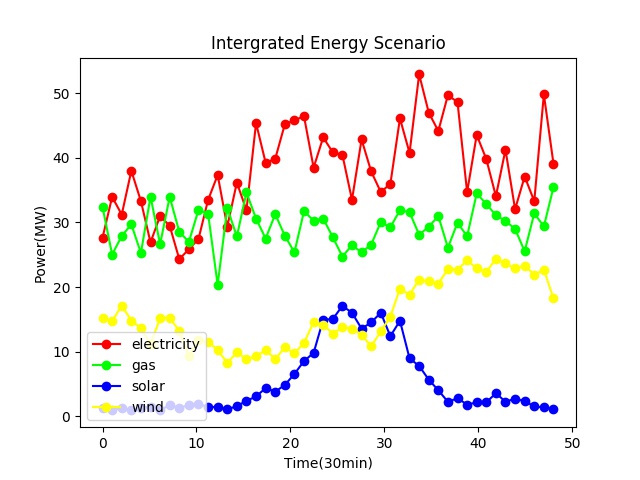 Intergrated Energy Scenario
Power(MW)
50
40
30
20
10
0
electricity
gas
solar
wind
0 10 20 30 40 50
Time(30min)